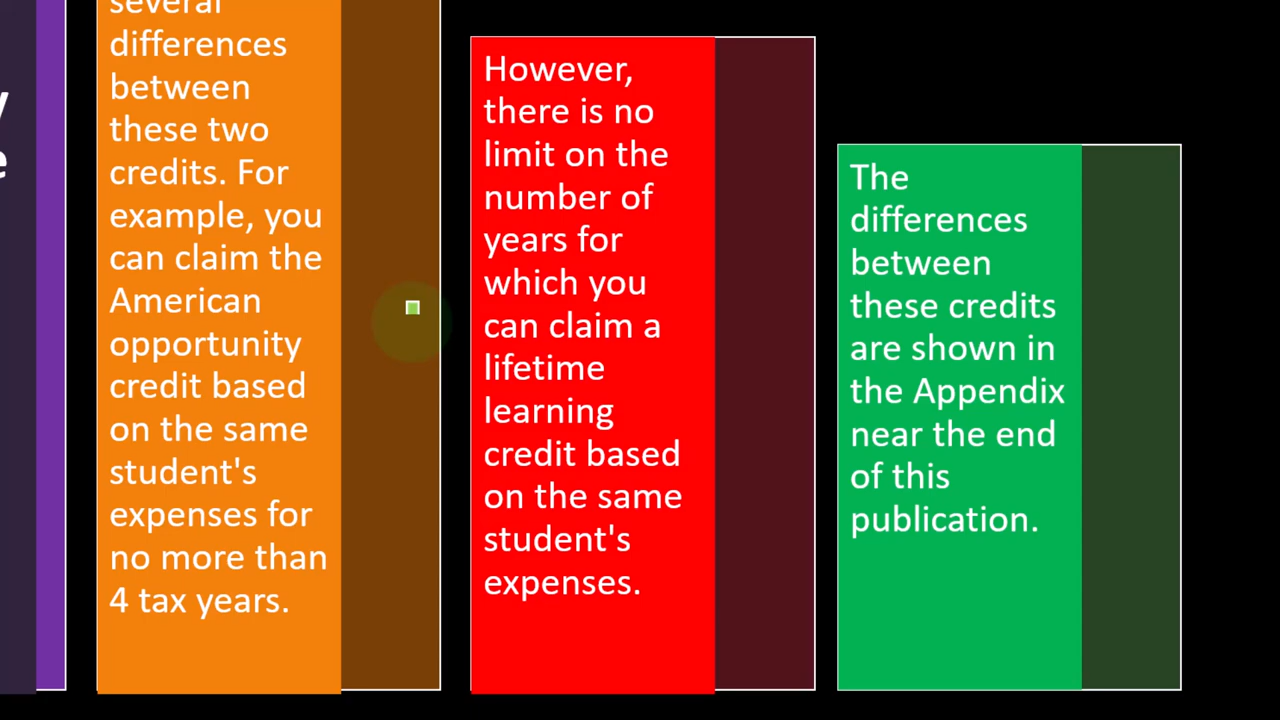 several
differences
between
these two
credits. For
example, you
can claim the
American
opportunity
credit based
on the same
student's
expenses for
no more than
4 tax years.
However,
there is no
limit on the
number of
years for
which you
can claim a
lifetime
learning
credit based
on the same
student's
expenses.
The
differences
between
these credits
are shown in
the Appendix
near the end
of this
publication.